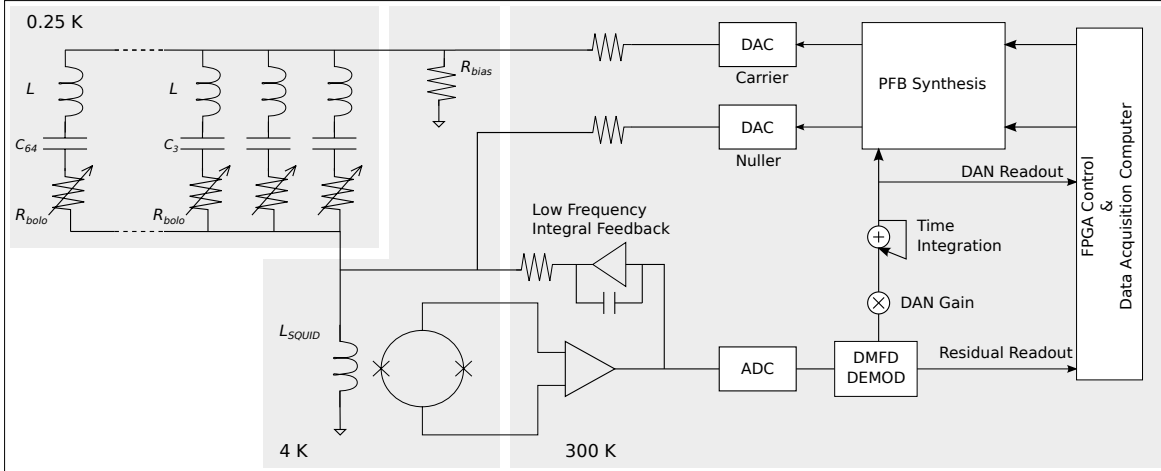 0.25 K
L
L
C64
C3
Rbolo
Rbolo
Rbias
DAC
Carrier
DAC
Nuller
PFB Synthesis
DAN Readout
FPGA Control
&
Data Acquisition Computer
Low Frequency
Integral Feedback
+
Time
Integration
DAN Gain
LSQUID
ADC
DMFD
DEMOD
Residual Readout
4 K
300 K